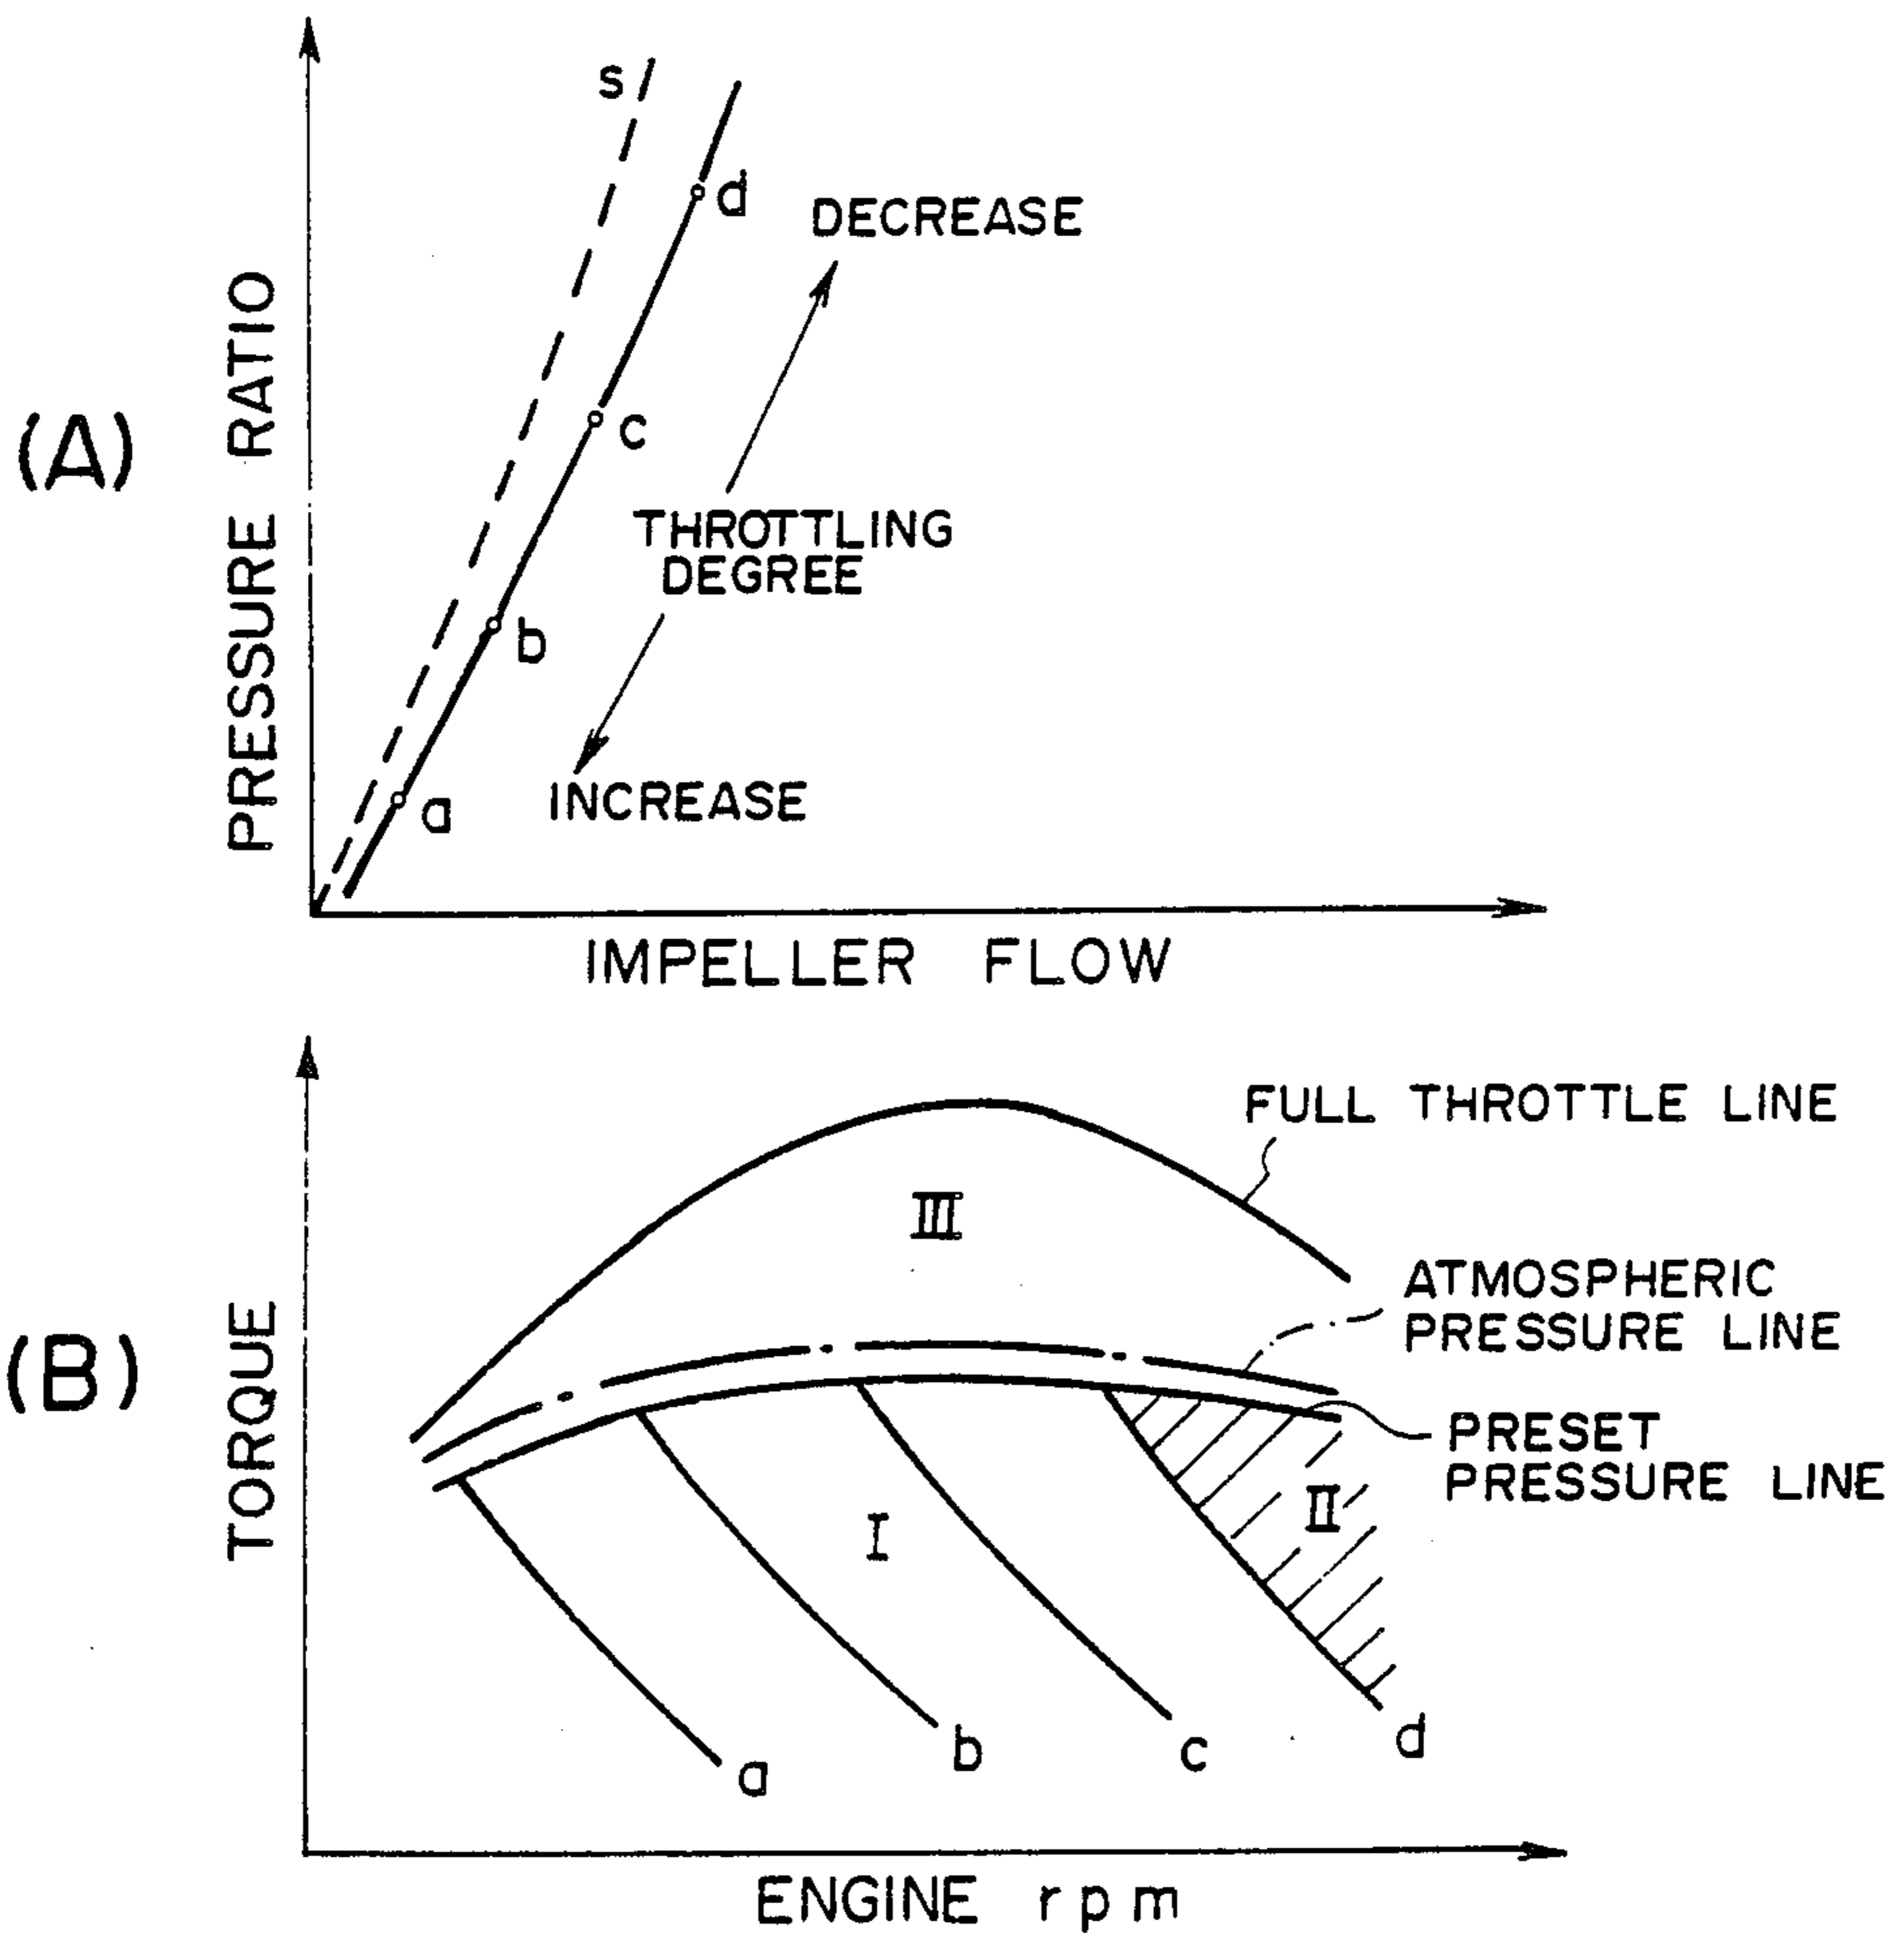 (A)
PRESSURE RATIO
s
d
DECREASE
c
THROTTLING
DEGREE
b
INCREASE
a
IMPELLER FLOW
(B)
TORQUE
FULL THROTTLE LINE
III
ATMOSPHERIC
PRESSURE LINE
PRESET
PRESSURE LINE
II
I
a
b
c
d
ENGINE rpm